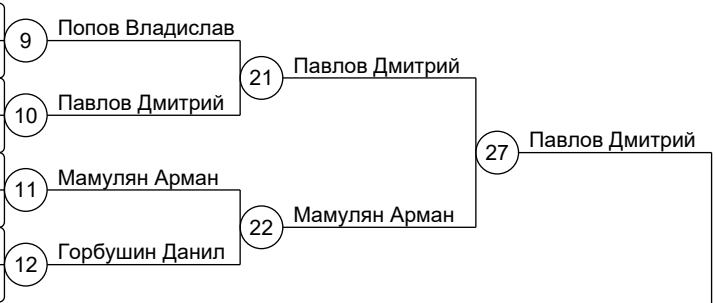 9 Попов Владислав
21 Павлов Дмитрий
10 Павлов Дмитрий
27 Павлов Дмитрий
11 Мамулян Арман
22 Мамулян Арман
12 Горбушин Данил